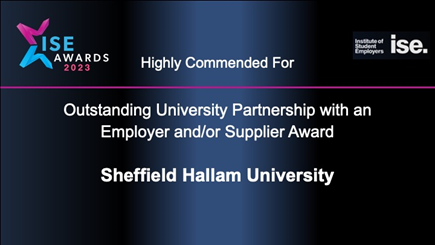 ISE
AWARDS
2023
Institute of
Student
Employers
ise.
Highly Commended For
Outstanding University Partnership with an
Employer and/or Supplier Award
Sheffield Hallam University